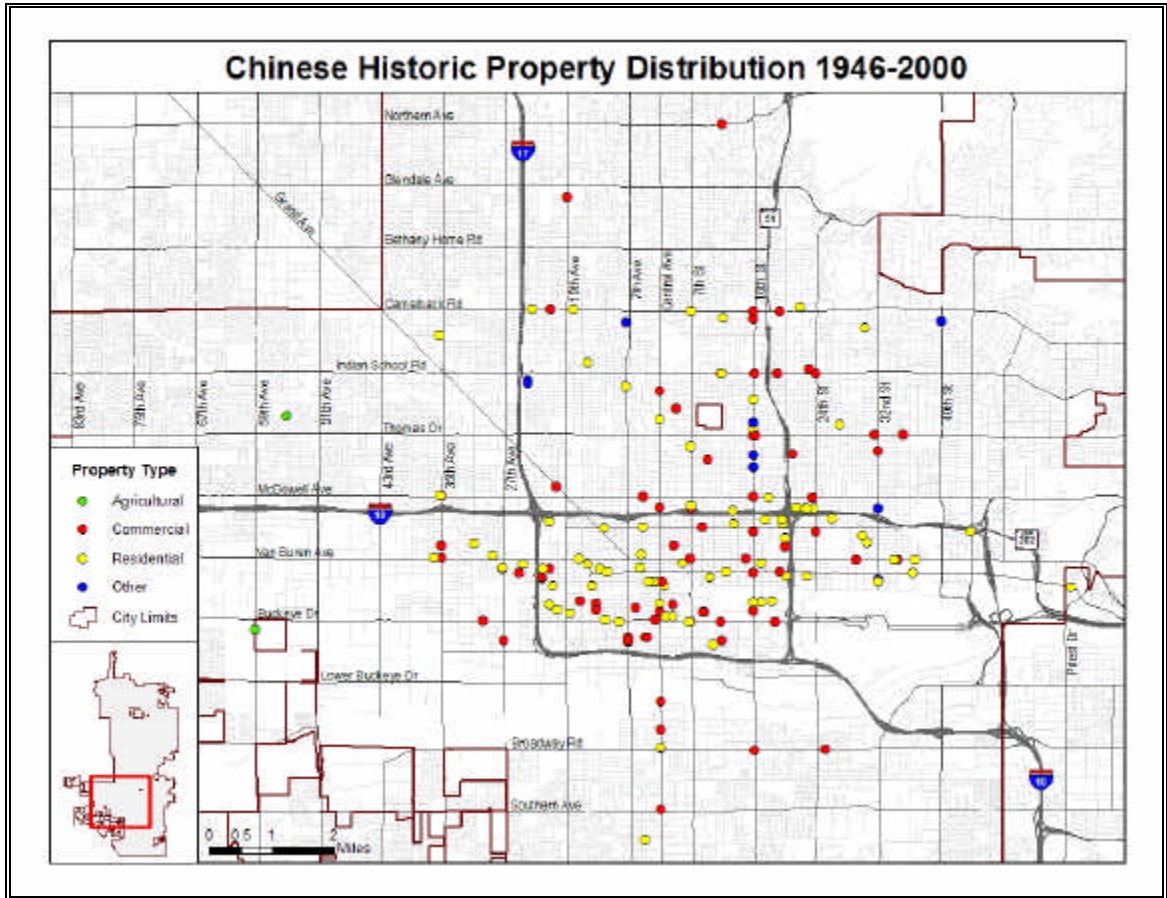 Chinese Historic Property Distribution 1946-2000
Northern Ave
17
Glendale Ave
51
Grand Ave
Bethany Home Rd
19th Ave
7th Ave
Central Ave
7th St
16th St
Camelback Rd
Indian School Rd
83rd Ave
75th Ave
67th Ave
59th Ave
51st Ave
24th St
32nd St
40th St
Thomas Dr
43rd Ave
35th Ave
27th Ave
Property Type
Agricultural
Commercial
Residential
Other
City Limits
McDowell Ave
10
Van Buren Ave
Buckeye Dr
Priest Dr
Lower Buckeye Dr
Broadway Rd
10
Southern Ave
0 0.5 1 2
Miles